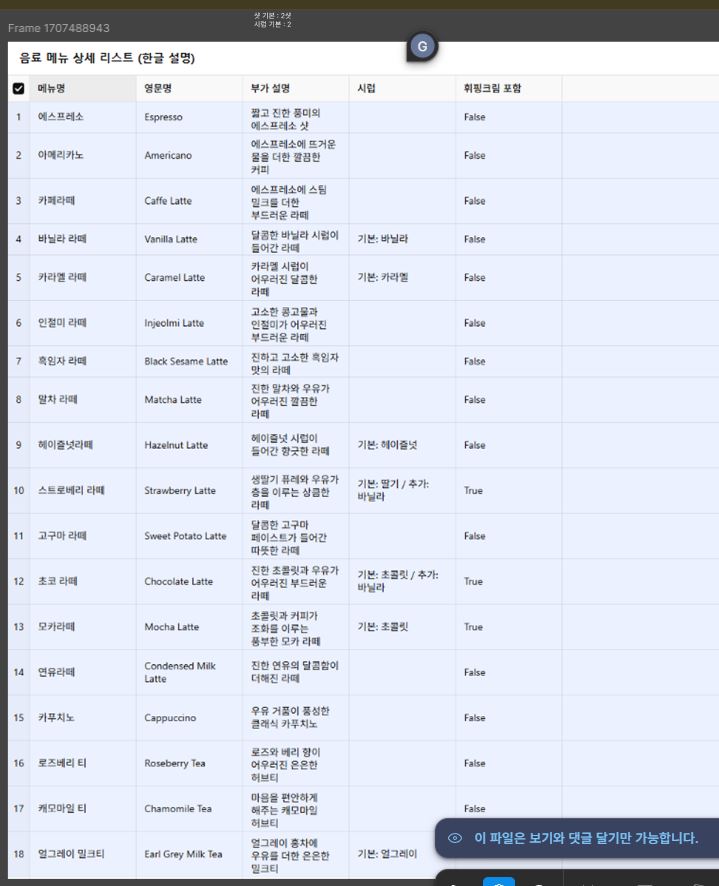 샷 기본 : 2샷
시럽 기본 : 2
Frame 1707488943
G
음료 메뉴 상세 리스트 (한글 설명)
메뉴명 영문명 부가 설명 시럽 휘핑크림 포함
1 에스프레소 Espresso 짧고 진한 풍미의
에스프레소 샷 False
2 아메리카노 Americano 에스프레소에 뜨거운
물을 더한 깔끔한
커피 False
3 카페라떼 Caffe Latte 에스프레소에 스팀
밀크를 더한
부드러운 라떼 False
4 바닐라 라떼 Vanilla Latte 달콤한 바닐라 시럽이
들어간 라떼 기본: 바닐라 False
5 카라멜 라떼 Caramel Latte 카라멜 시럽이
어우러진 달콤한
라떼 기본: 카라멜 False
6 인절미 라떼 Injeolmi Latte 고소한 콩고물과
인절미가 어우러진
부드러운 라떼 False
7 흑임자 라떼 Black Sesame Latte 진하고 고소한 흑임자
맛의 라떼 False
8 말차 라떼 Matcha Latte 진한 말차와 우유가
어우러진 깔끔한
라떼 False
9 헤이즐넛라떼 Hazelnut Latte 헤이즐넛 시럽이
들어간 향긋한 라떼 기본: 헤이즐넛 False
10 스트로베리 라떼 Strawberry Latte 생딸기 퓨레와 우유가
층을 이루는 상큼한
라떼 기본: 딸기 / 추가:
바닐라 True
11 고구마 라떼 Sweet Potato Latte 달콤한 고구마
페이스트가 들어간
따뜻한 라떼 False
12 초코 라떼 Chocolate Latte 진한 초콜릿과 우유가
어우러진 부드러운
라떼 기본: 초콜릿 / 추가:
바닐라 True
13 모카라떼 Mocha Latte 초콜릿과 커피가
조화를 이루는
풍부한 모카 라떼 기본: 초콜릿 True
14 연유라떼 Condensed Milk
Latte 진한 연유의 달콤함이
더해진 라떼 False
15 카푸치노 Cappuccino 우유 거품이 풍성한
클래식 카푸치노 False
16 로즈베리 티 Roseberry Tea 로즈와 베리 향이
어우러진 은은한
허브티 False
17 캐모마일 티 Chamomile Tea 마음을 편안하게
해주는 캐모마일
허브티 False
18 얼그레이 밀크티 Earl Grey Milk Tea 얼그레이 홍차에
우유를 더한 은은한
밀크티 기본: 얼그레이
이 파일은 보기와 댓글 달기만 가능합니다.